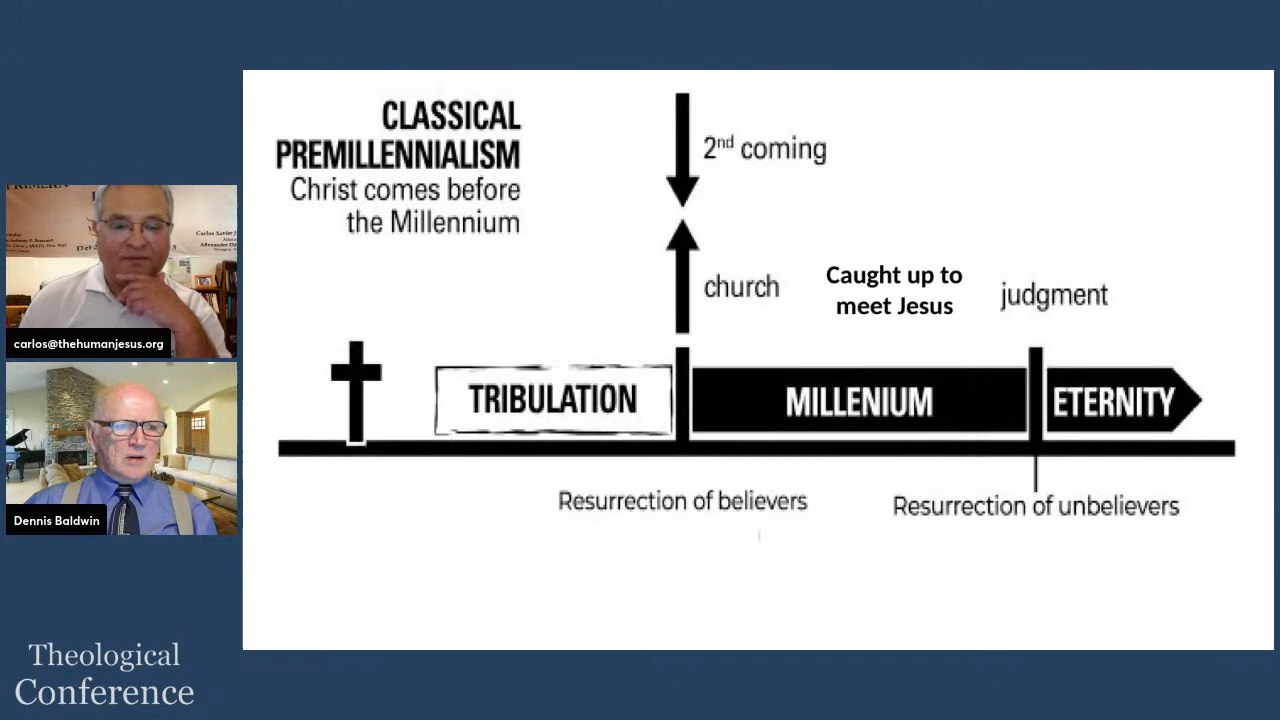 CLASSICAL
PREMILLENNIALISM
Christ comes before
the Millennium
2nd coming
church
Caught up to
meet Jesus
judgment
TRIBULATION
MILLENIUM
ETERNITY
Resurrection of believers
Resurrection of unbelievers
carlos@thehumanjesus.org
Dennis Baldwin
Theological
Conference